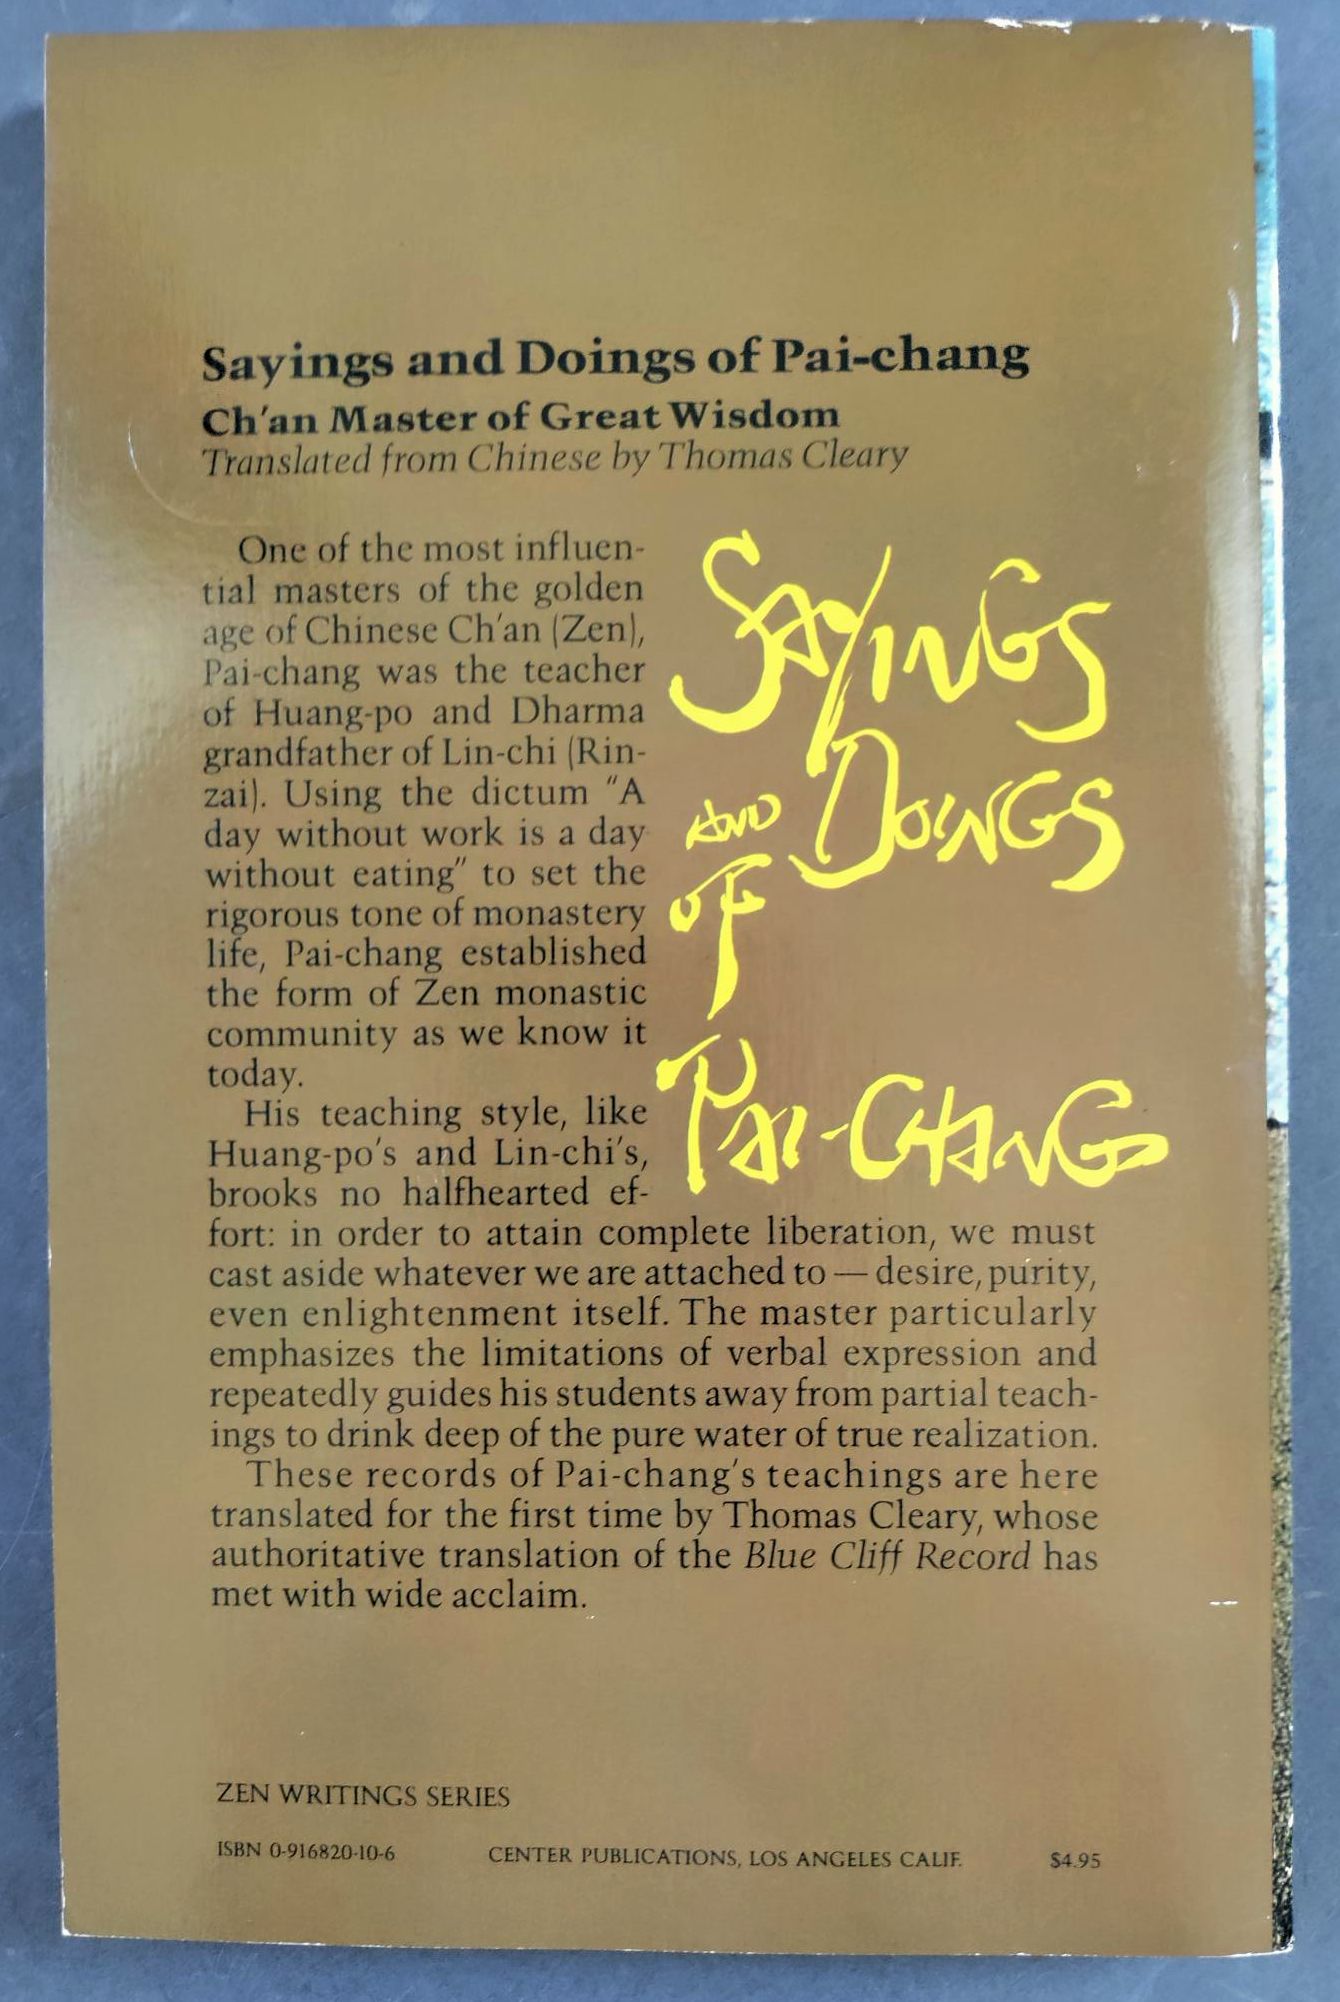 Sayings and Doings of Pai-chang
Ch'an Master of Great Wisdom
Translated from Chinese by Thomas Cleary
One of the most influen-
tial masters of the golden
age of Chinese Ch'an (Zen),
Pai-chang was the teacher
of Huang-po and Dharma
grandfather of Lin-chi (Rin-
zai). Using the dictum "A
day without work is a day
without eating" to set the
rigorous tone of monastery
life, Pai-chang established
the form of Zen monastic
community as we know it
today.
His teaching style, like
Huang-po's and Lin-chi's,
brooks no halfhearted ef-
fort: in order to attain complete liberation, we must
cast aside whatever we are attached to — desire, purity,
even enlightenment itself. The master particularly
emphasizes the limitations of verbal expression and
repeatedly guides his students away from partial teach-
ings to drink deep of the pure water of true realization.
These records of Pai-chang's teachings are here
translated for the first time by Thomas Cleary, whose
authoritative translation of the Blue Cliff Record has
met with wide acclaim.
SAYINGS
AND DOINGS
OF
PAI-CHANG
ZEN WRITINGS SERIES
ISBN 0-916820-10-6 CENTER PUBLICATIONS, LOS ANGELES CALIF. $4.95